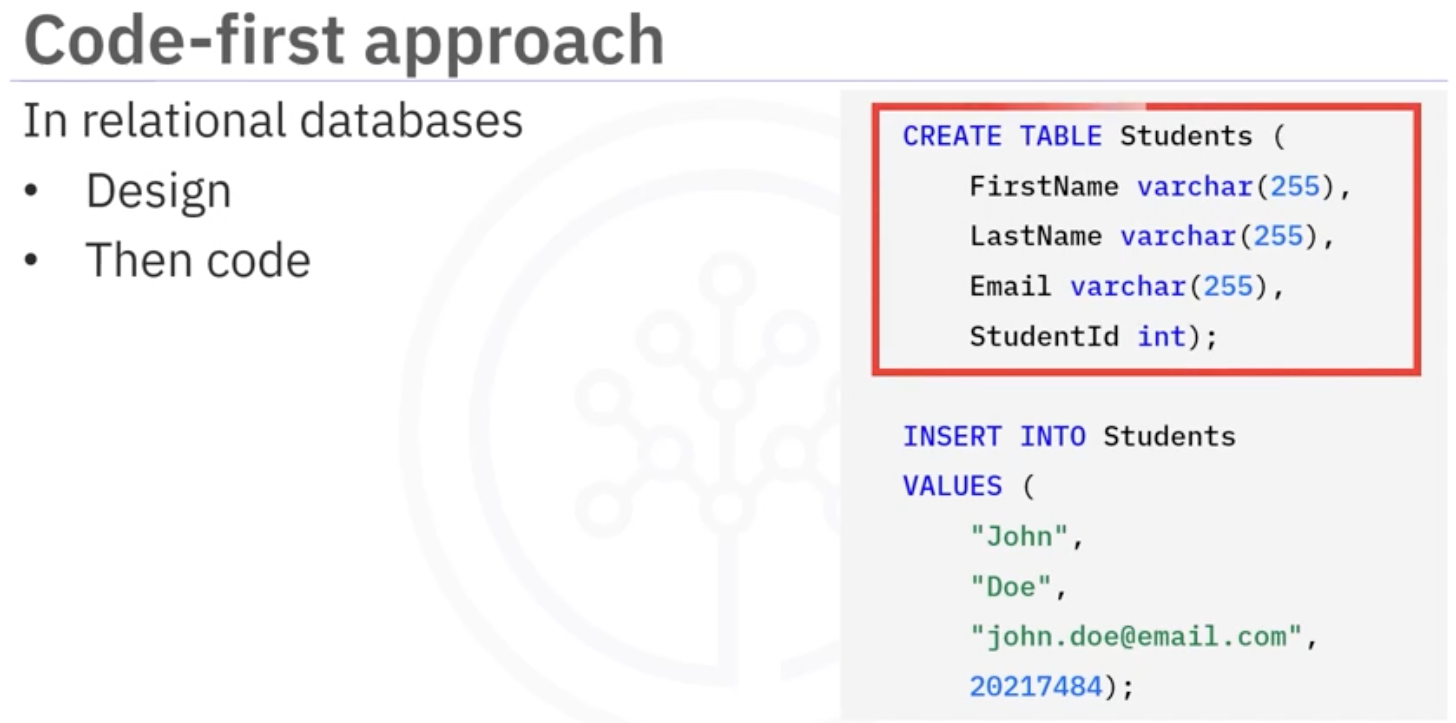 Code-first approach
In relational databases
• Design
• Then code
CREATE TABLE Students (
FirstName varchar(255),
LastName varchar(255),
Email varchar(255),
StudentId int);
INSERT INTO Students
VALUES (
"John",
"Doe",
"john.doe@email.com",
20217484);